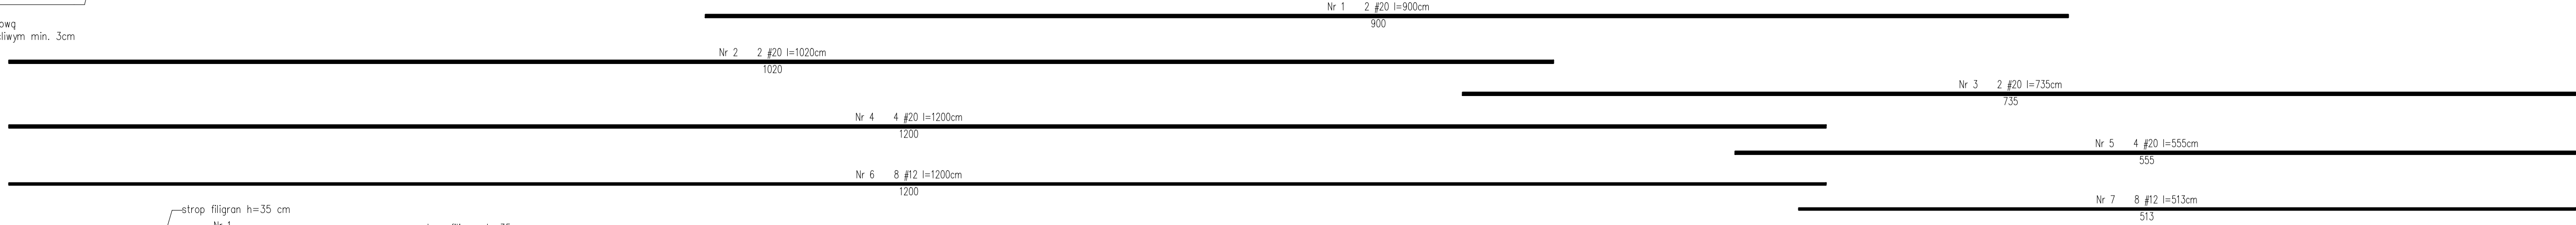 Nr 1 2 #20 l=900cm
900
min. 3cm
Nr 2 2 #20 l=1020cm
1020
Nr 3 2 #20 l=735cm
735
Nr 4 4 #20 l=1200cm
1200
Nr 5 4 #20 l=555cm
555
Nr 6 8 #12 l=1200cm
1200
Nr 7 8 #12 l=513cm
513
strop filigran h=35 cm
Nr 1